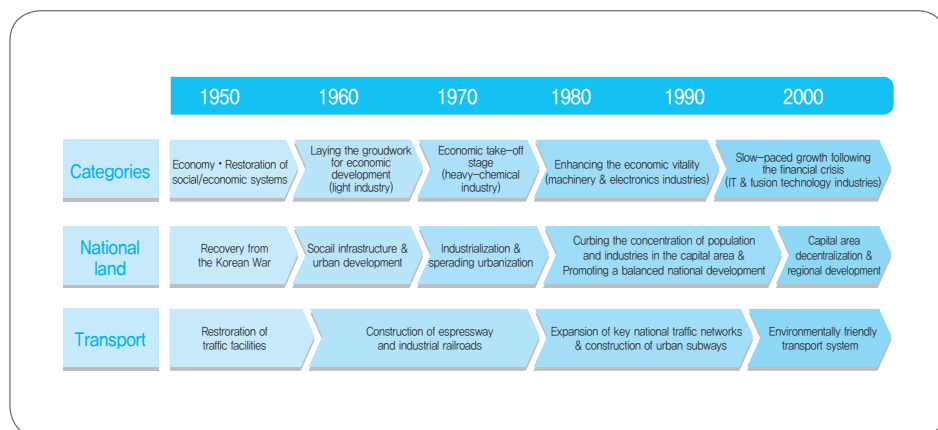 1950 1960 1970 1980 1990 2000
Categories
Economy • Restoration of
social/economic systems
Laying the groudwork
for economic
development
(light industry)
Economic take-off
stage
(heavy-chemical
industry)
Enhancing the economic vitality
(machinery & electronics industries)
Slow-paced growth following
the financial crisis
(IT & fusion technology industries)
National
land
Recovery from
the Korean War
Socail infrastructure &
urban development
Industrialization &
sperading urbanization
Curbing the concentration of population
and industries in the capital area &
Promoting a balanced national development
Capital area
decentralization &
regional development
Transport
Restroration of
traffic facilities
Construction of espressway
and industrial railroads
Expansion of key national traffic networks
& construction of urban subways
Environmentally friendly
transport system